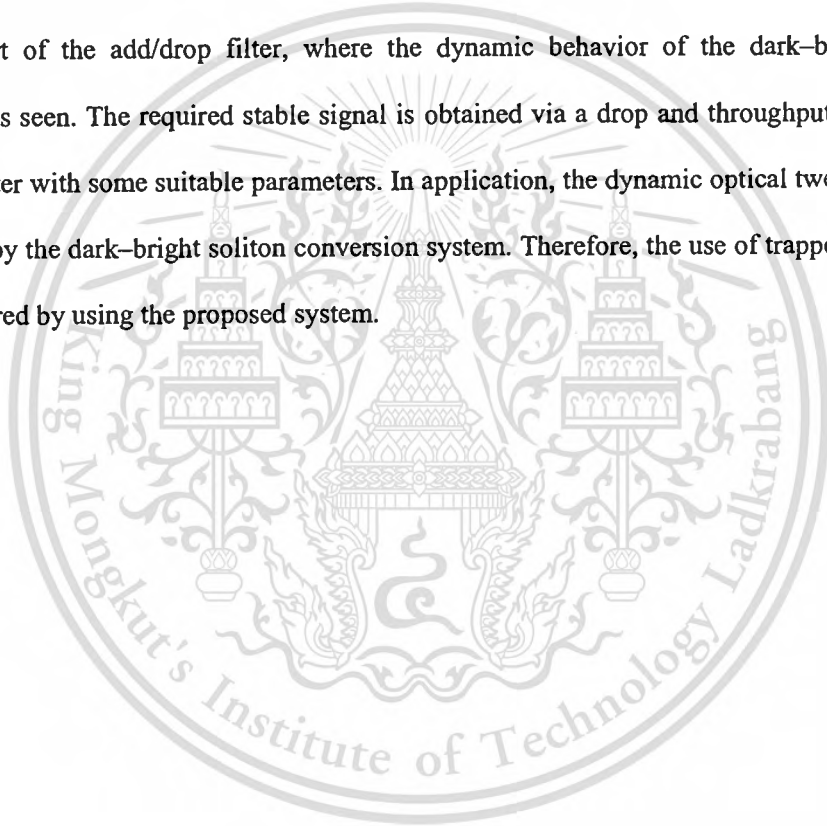 t of the add/drop filter, where the dynamic behavior of the dark–b
s seen. The required stable signal is obtained via a drop and throughput
er with some suitable parameters. In application, the dynamic optical twe
by the dark–bright soliton conversion system. Therefore, the use of trappe
red by using the proposed system.
King Mongkut's Institute of Technology Ladkrabang